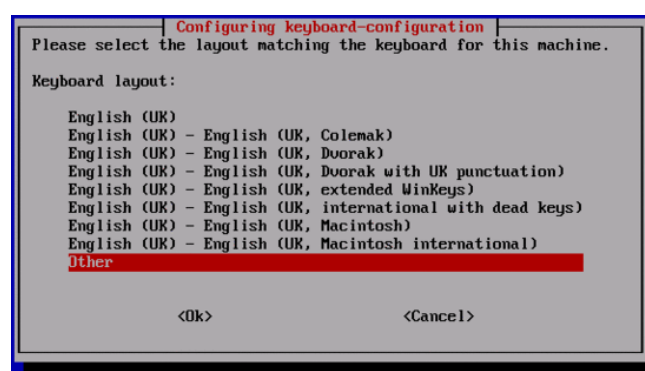 Configuring keyboard-configuration
Please select the layout matching the keyboard for this machine.
Keyboard layout:
English (UK)
English (UK) - English (UK, Colemak)
English (UK) - English (UK, Dvorak)
English (UK) - English (UK, Dvorak with UK punctuation)
English (UK) - English (UK, extended WinKeys)
English (UK) - English (UK, international with dead keys)
English (UK) - English (UK, Macintosh)
English (UK) - English (UK, Macintosh international)
Other
<Ok> <Cancel>